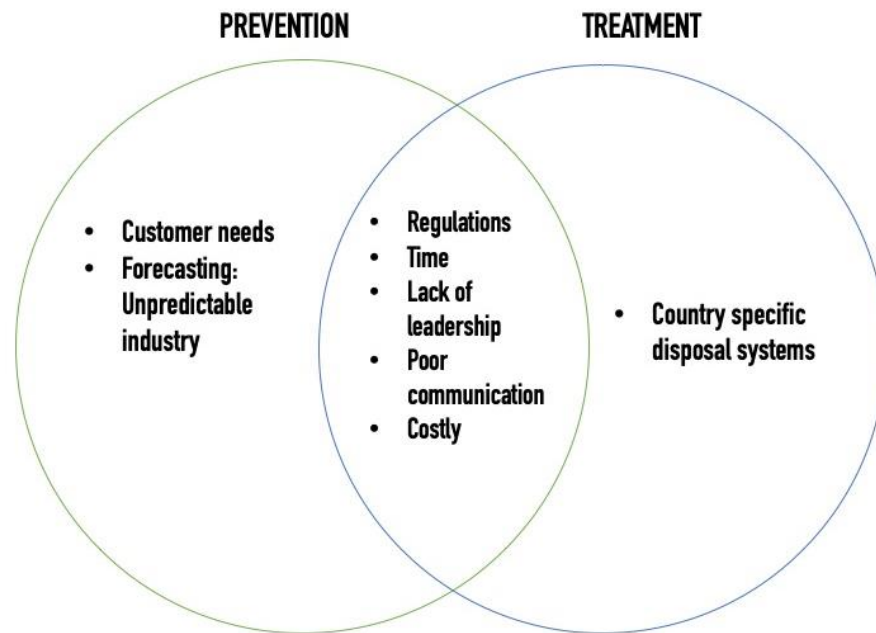 PREVENTION
TREATMENT
• Customer needs
• Forecasting:
Unpredictable
industry
• Regulations
• Time
• Lack of
leadership
• Poor
communication
• Costly
• Country specific
disposal systems